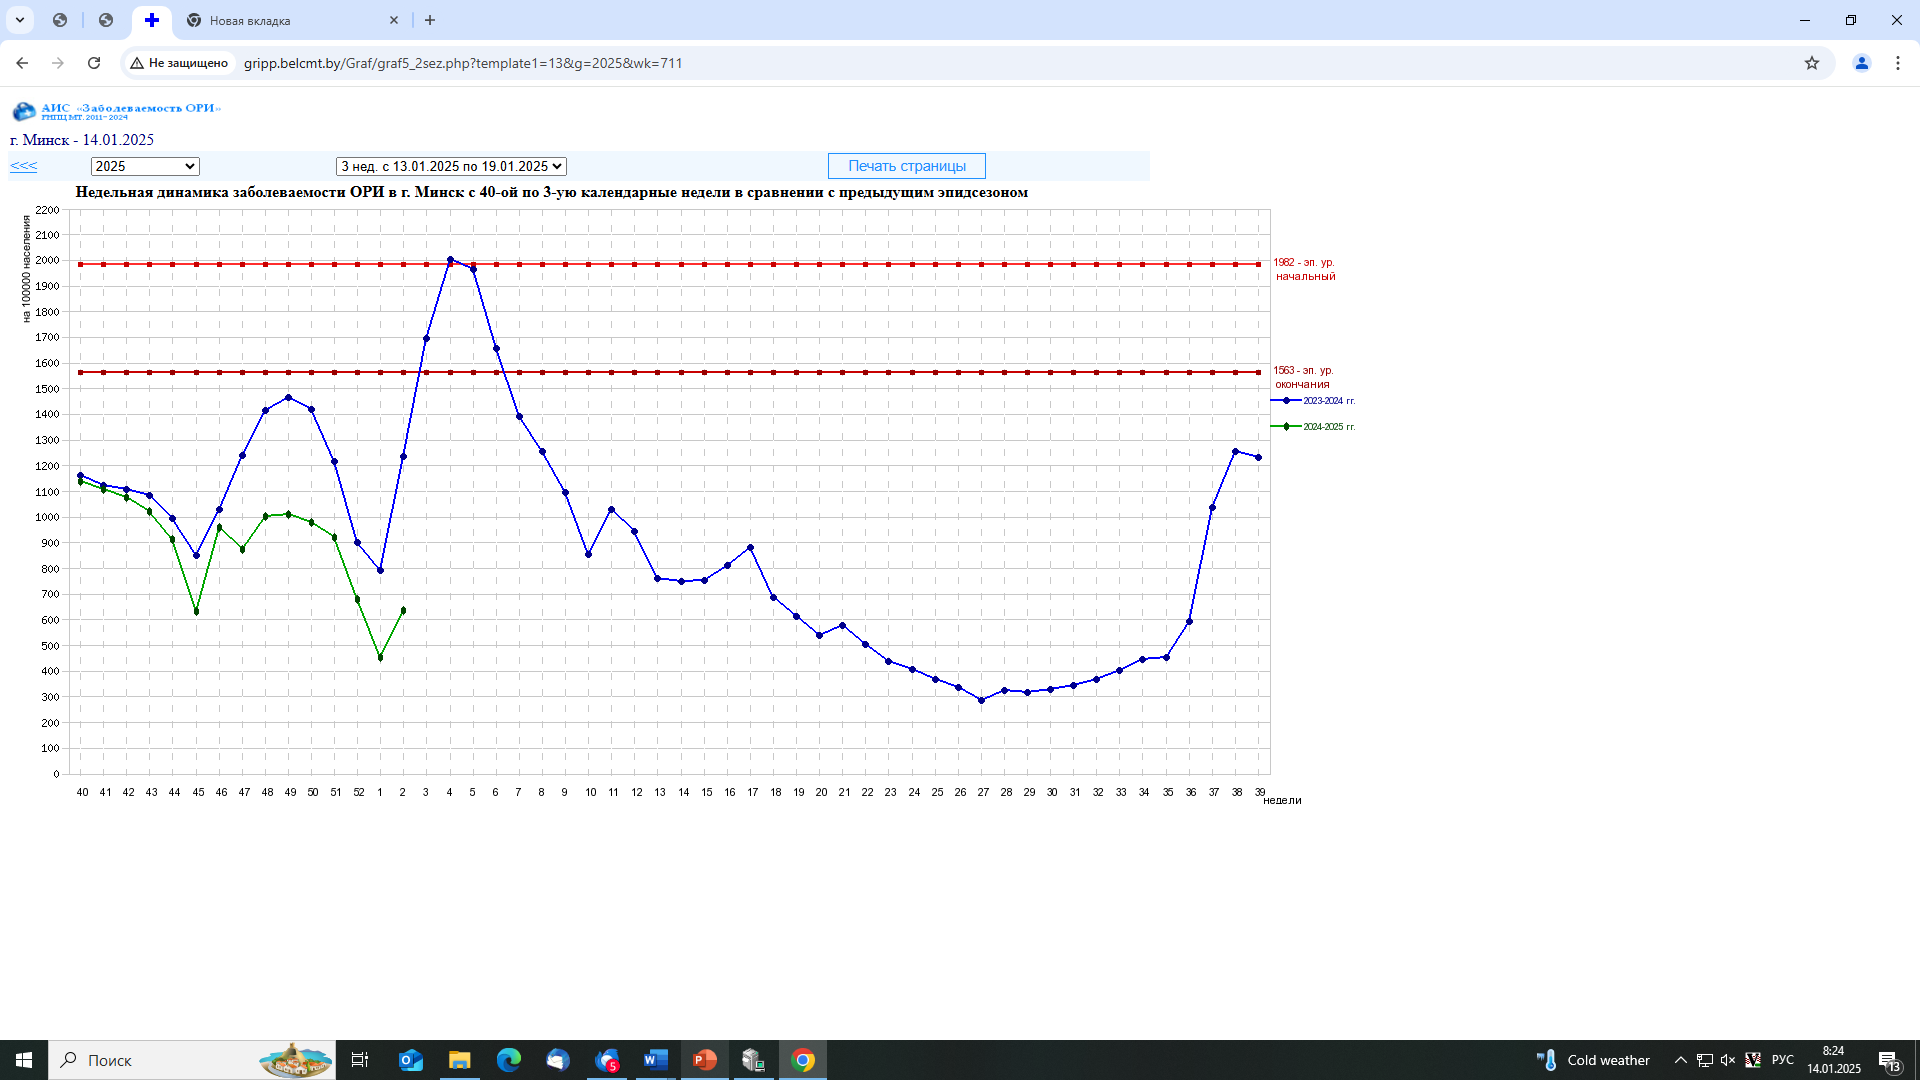 Новая вкладка
Не защищено
gripp.belcmt.by/Graf/graf5_2sez.php?template1=13&g=2025&wk=711
АИС «Заболеваемость ОРИ»
РНПЦ МТ. 2011-2024
г. Минск - 14.01.2025
<<< 2025 3 нед. с 13.01.2025 по 19.01.2025 Печать страницы
Недельная динамика заболеваемости ОРИ в г. Минск с 40-ой по 3-ую календарные недели в сравнении с предыдущим эпидсезоном
на 100000 населения
2200
2100
2000
1900
1800
1700
1600
1500
1400
1300
1200
1100
1000
900
800
700
600
500
400
300
200
100
0
1982 - эп. ур.
начальный
1563 - эп. ур.
окончания
2023-2024 гг.
2024-2025 гг.
40 41 42 43 44 45 46 47 48 49 50 51 52 1 2 3 4 5 6 7 8 9 10 11 12 13 14 15 16 17 18 19 20 21 22 23 24 25 26 27 28 29 30 31 32 33 34 35 36 37 38 39
недели
Поиск
5
Cold weather
РУС
8:24
14.01.2025
13